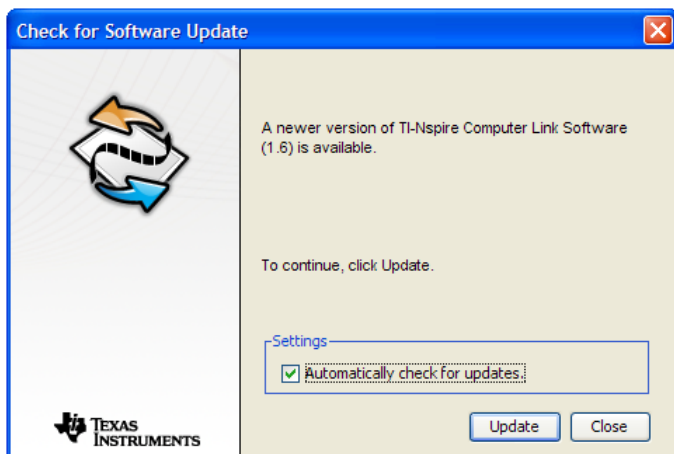 Check for Software Update
A newer version of TI-Nspire Computer Link Software
(1.6) is available.
To continue, click Update.
Settings
Automatically check for updates.
TEXAS
INSTRUMENTS
Update
Close